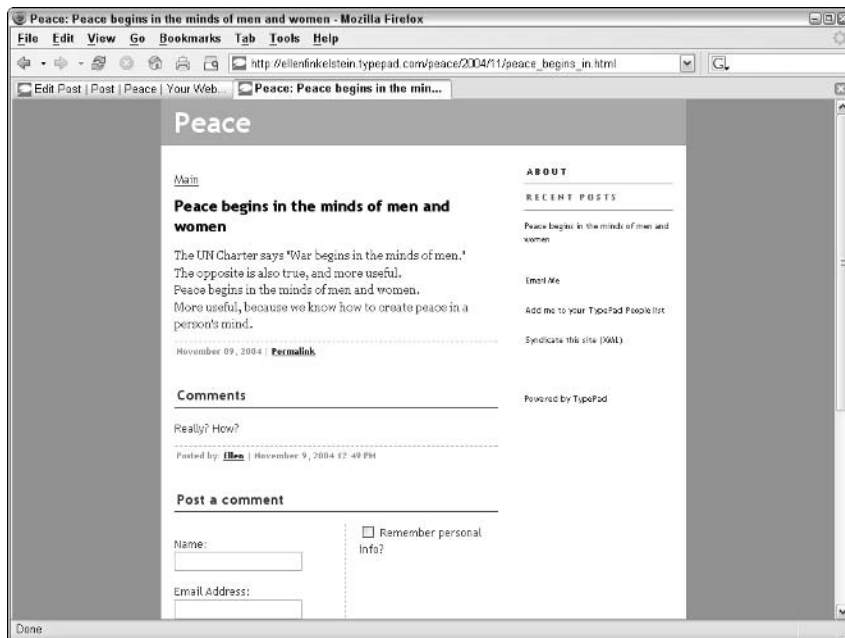 Peace: Peace begins in the minds of men and women - Mozilla Firefox
File Edit View Go Bookmarks Tab Tools Help
http://ellenfinkelstein.typepad.com/peace/2004/11/peace_begins_in.html
G.
Edit Post | Post | Peace | Your Web... Peace: Peace begins in the min...
Peace
Main
Peace begins in the minds of men and
women
The UN Charter says "War begins in the minds of men."
The opposite is also true, and more useful.
Peace begins in the minds of men and women.
More useful, because we know how to create peace in a
person's mind.
November 09, 2004 | Permalink
Comments
Really? How?
Posted by: Ellen | November 9, 2004 12:49 PM
Post a comment
Name:
Email Address:
Remember personal
info?
ABOUT
RECENT POSTS
Peace begins in the minds of men and
women
Email Me
Add me to your TypePad People list
Syndicate this site (XML)
Powered by TypePad
Done